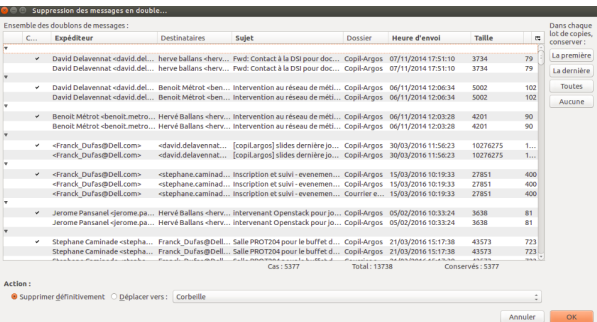 Suppression des messages en double...
Ensemble des doublons de messages :
C... Expéditeur Destinataires Sujet Dossier Heure d'envoi Taille
David Delavennat <david.del... herve ballans <herv... Fwd: Contact à la DSI pour doc... Copil-Argos 07/11/2014 17:51:10 3734 79
David Delavennat <david.del... herve ballans <herv... Fwd: Contact à la DSI pour doc... Copil-Argos 07/11/2014 17:51:10 3734 79
David Delavennat <david.del... Benoit Métrot <ben... Intervention au réseau de méti... Copil-Argos 06/11/2014 12:06:34 5002 102
David Delavennat <david.del... Benoit Métrot <ben... Intervention au réseau de méti... Copil-Argos 06/11/2014 12:06:34 5002 102
Benoit Métrot <benoit.metro... Hervé Ballans <herv... Intervention au réseau de méti... Copil-Argos 06/11/2014 12:03:28 4201 90
Benoit Métrot <benoit.metro... Hervé Ballans <herv... Intervention au réseau de méti... Copil-Argos 06/11/2014 12:03:28 4201 90
<Franck_Dufas@Dell.com> <david.delavennat... [copil.argos] slides dernière jo... Copil-Argos 30/03/2016 11:56:23 10276275 1...
<Franck_Dufas@Dell.com> <david.delavennat... [copil.argos] slides dernière jo... Copil-Argos 30/03/2016 11:56:23 10276275 1...
<Franck_Dufas@Dell.com> <stephane.caminad... Inscription et suivi - evenemen... Copil-Argos 15/03/2016 10:19:33 27851 400
<Franck_Dufas@Dell.com> <stephane.caminad... Inscription et suivi - evenemen... Copil-Argos 15/03/2016 10:19:33 27851 400
<Franck_Dufas@Dell.com> <stephane.caminad... Inscription et suivi - evenemen... Courrier e... 15/03/2016 10:19:33 27851 400
Jerome Pansanel <jerome.pa... Hervé Ballans <herv... intervenant Openstack pour jo... Copil-Argos 05/02/2016 10:33:24 3638 81
Jerome Pansanel <jerome.pa... Hervé Ballans <herv... intervenant Openstack pour jo... Copil-Argos 05/02/2016 10:33:24 3638 81
Stephane Caminade <stepha... Franck_Dufas@Dell... Salle PROT204 pour le buffet d... Copil-Argos 21/03/2016 15:17:38 43573 723
Stephane Caminade <stepha... Franck_Dufas@Dell... Salle PROT204 pour le buffet d... Copil-Argos 21/03/2016 15:17:38 43573 723
Cas : 5377 Total : 13738 Conservés : 5377
Dans chaque
lot de copies,
conserver :
La première
La dernière
Toutes
Aucune
Action :
Supprimer définitivement Déplacer vers : Corbeille
Annuler OK